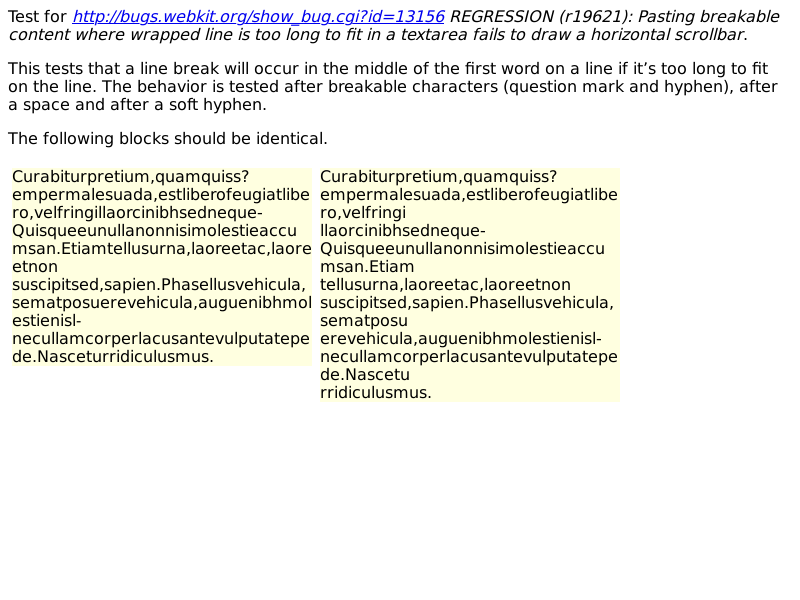 Test for http://bugs.webkit.org/show_bug.cgi?id=13156 REGRESSION (r19621): Pasting breakable
content where wrapped line is too long to fit in a textarea fails to draw a horizontal scrollbar.
This tests that a line break will occur in the middle of the first word on a line if it’s too long to fit
on the line. The behavior is tested after breakable characters (question mark and hyphen), after
a space and after a soft hyphen.
The following blocks should be identical.
Curabiturpretium,quamquiss?
empermalesuada,estliberofeugiatlibe
ro,velfringillaorcinibhsedneque-
Quisqueeunullanonnisimolestieaccu
msan.Etiamtellusurna,laoreetac,laore
etnon
suscipitsed,sapien.Phasellusvehicula,
sematposuerevehicula,auguenibhmol
estienisl-
necullamcorperlacusantevulputatepe
de.Nasceturridiculusmus.
Curabiturpretium,quamquiss?
empermalesuada,estliberofeugiatlibe
ro,velfringi
llaorcinibhsedneque-
Quisqueeunullanonnisimolestieaccu
msan.Etiam
tellusurna,laoreetac,laoreetnon
suscipitsed,sapien.Phasellusvehicula,
sematposu
erevehicula,auguenibhmolestienisl-
necullamcorperlacusantevulputatepe
de.Nascetu
rridiculusmus.